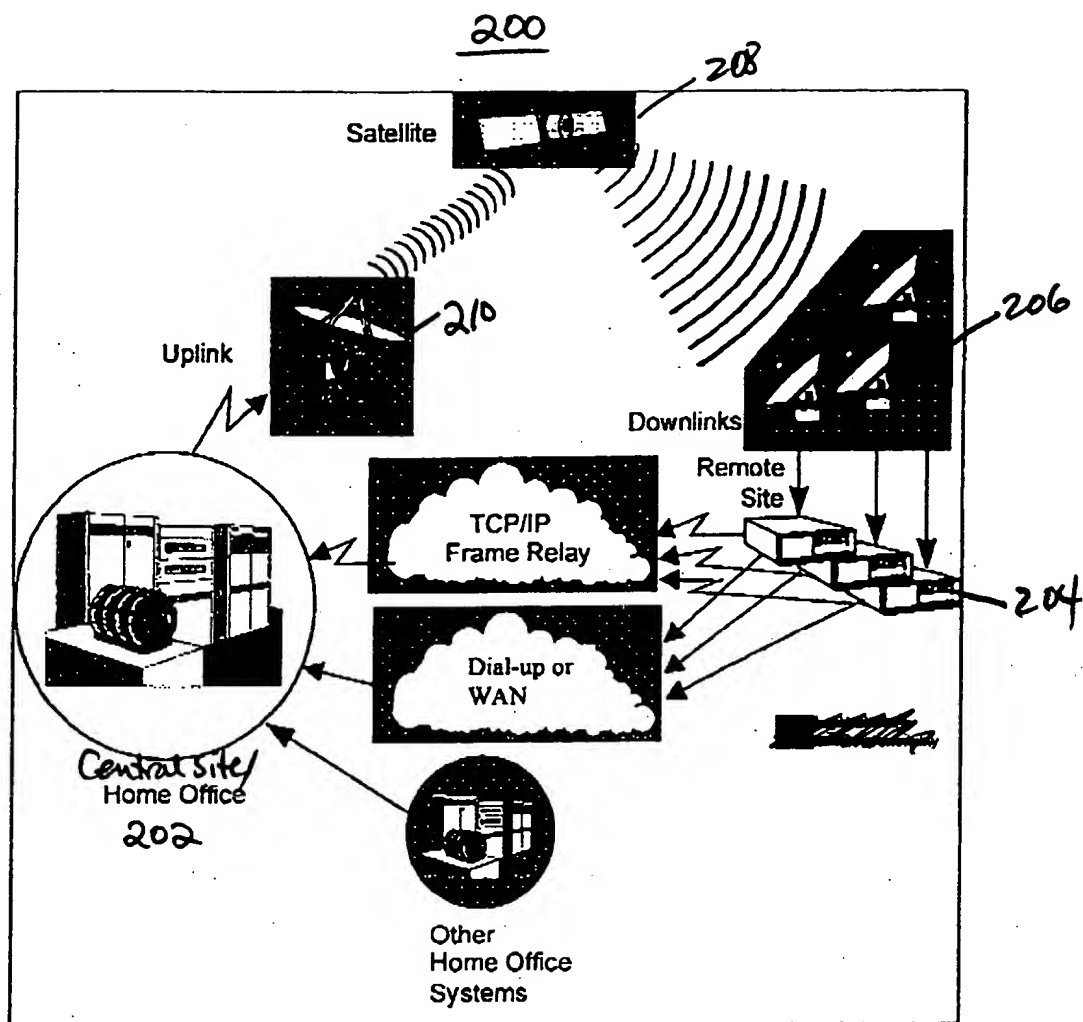 200
208
Satellite
210
206
Uplink
Downlinks
Remote
Site
TCP/IP
Frame Relay
204
Dial-up or
WAN
Central Site/
Home Office
202
Other
Home Office
Systems